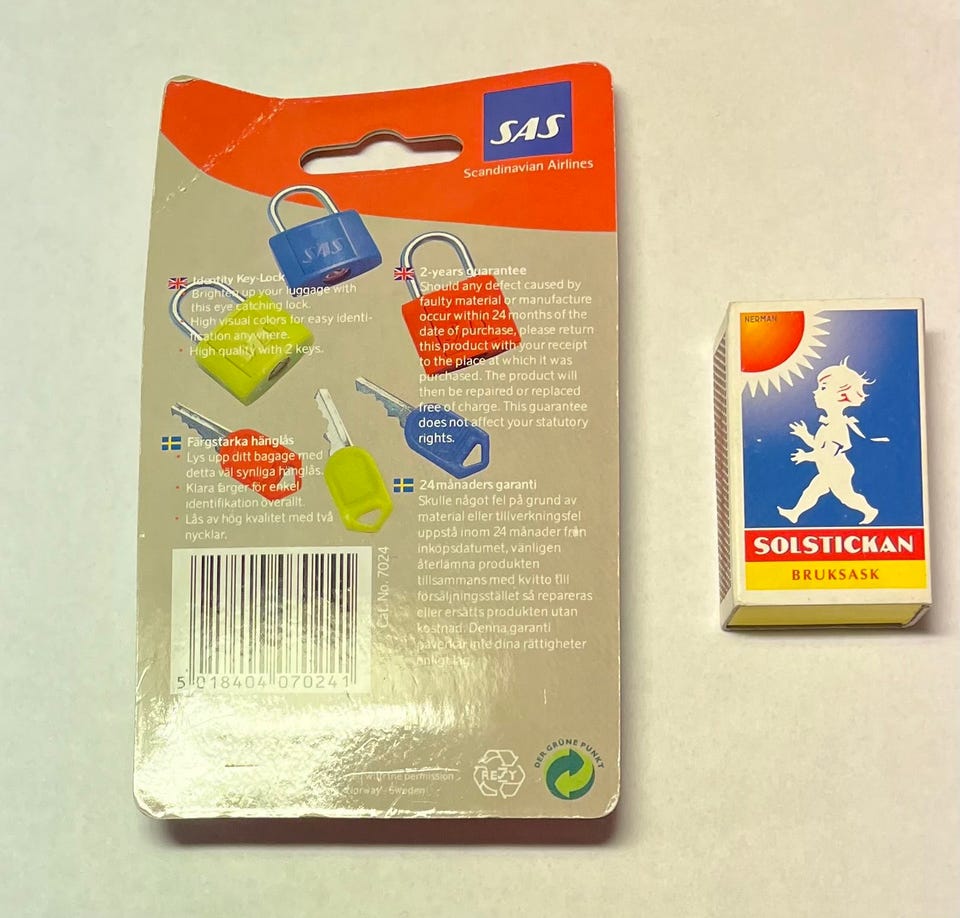 SAS
Scandinavian Airlines
SAS
Identity Key-Lock
Brighten up your luggage with
this eye catching lock.
High visual colors for easy identi-
fication anywhere.
High quality with 2 keys.
2-years guarantee
Should any defect caused by
faulty material or manufacture
occur within 24 months of the
date of purchase, please return
this product with your receipt
to the place at which it was
purchased. The product will
then be repaired or replaced
free of charge. This guarantee
does not affect your statutory
rights.
Färgstarka hänglås
Lys upp ditt bagage med
detta väl synliga hänglås.
Klara färger för enkel
identifikation överallt.
Lås av hög kvalitet med två
nycklar.
24 månaders garanti
Skulle något fel på grund av
material eller tillverkningsfel
uppstå inom 24 månader från
inköpsdatumet, vänligen
återlämna produkten
tillsammans med kvitto till
försäljningsstället så repareras
eller ersätts produkten utan
kostnad. Denna garanti
påverkar inte dina rättigheter
enligt lag.
Cat. No. 7024
5 018404 070241
with the permission
Norway - Sweden
RESY
DER GRÜNE PUNKT
NERMAN
SOLSTICKAN
BRUKSASK